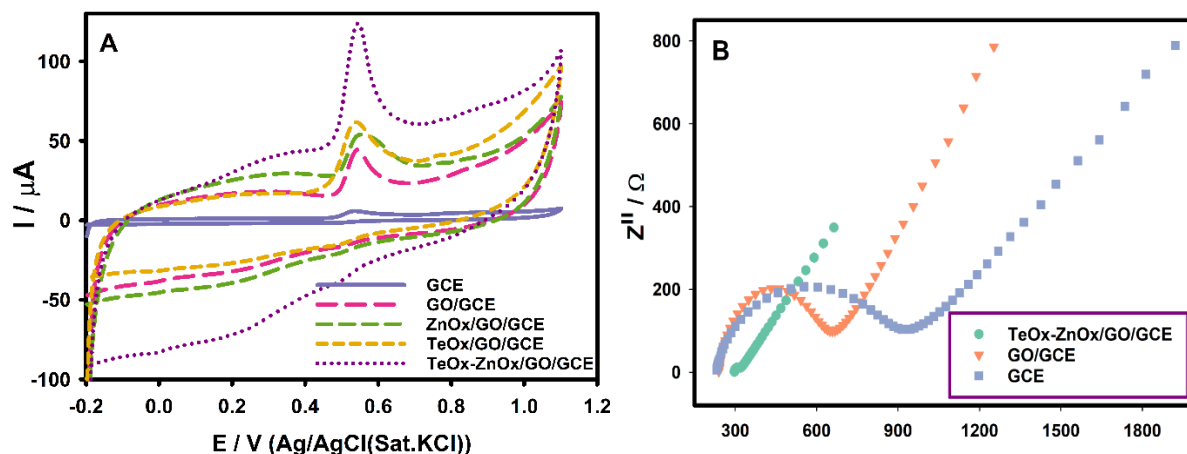 A
I / µA
100
50
0
-50
-100
GCE
GO/GCE
ZnOx/GO/GCE
TeOx/GO/GCE
TeOx-ZnOx/GO/GCE
-0.2 0.0 0.2 0.4 0.6 0.8 1.0 1.2
E / V (Ag/AgCl(Sat.KCl))
B
Z'' / Ω
800
600
400
200
0
TeOx-ZnOx/GO/GCE
GO/GCE
GCE
300 600 900 1200 1500 1800